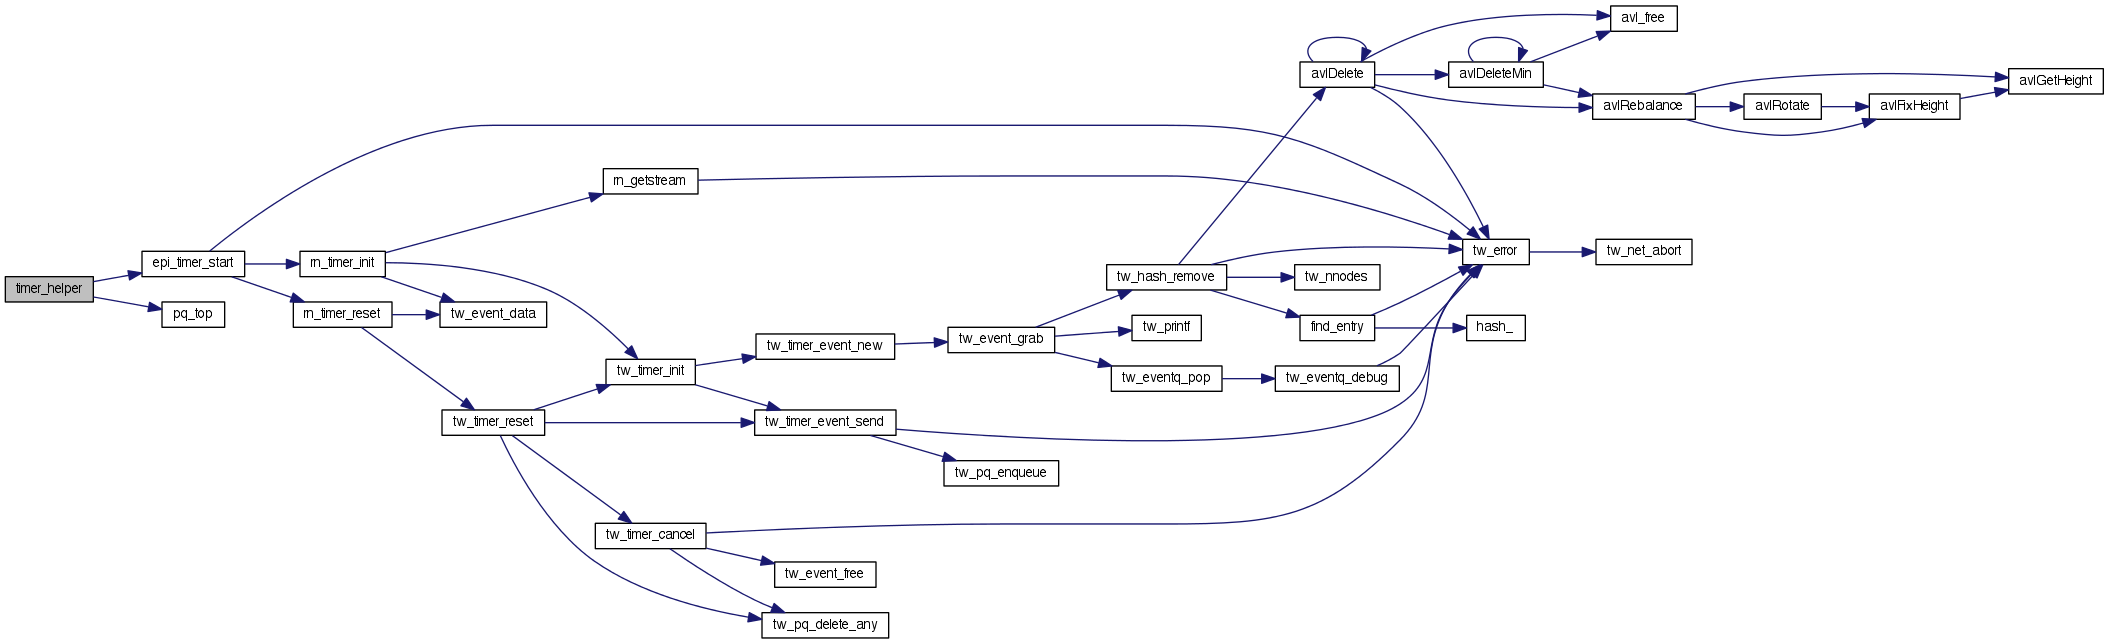 timer_helper
epi_timer_start
pq_top
rn_timer_init
rn_timer_reset
rn_getstream
tw_event_data
tw_timer_reset
tw_timer_init
tw_timer_cancel
tw_timer_event_new
tw_timer_event_send
tw_event_free
tw_pq_delete_any
tw_event_grab
tw_pq_enqueue
tw_hash_remove
tw_printf
tw_eventq_pop
avlDelete
tw_nnodes
find_entry
tw_eventq_debug
avlDeleteMin
tw_error
hash_
avl_free
avlRebalance
tw_net_abort
avlRotate
avlFixHeight
avlGetHeight